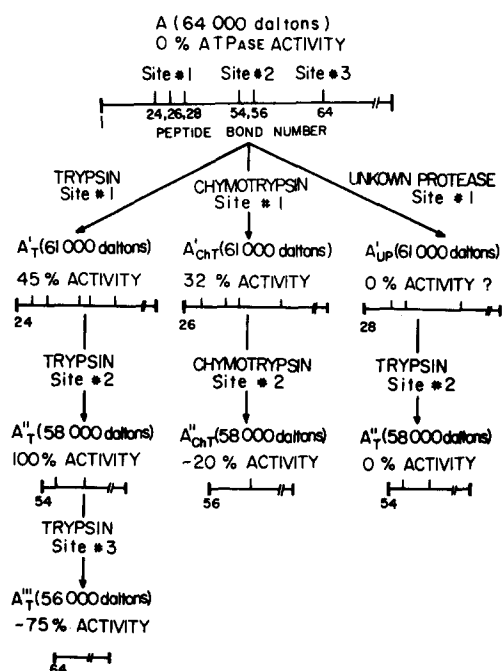 A (64 000 daltons)
0 % ATPASE ACTIVITY
Site #1 Site #2 Site #3
1 24,26,28 54,56 64
PEPTIDE BOND NUMBER
TRYPSIN
Site #1
CHYMOTRYPSIN
Site #1
UNKOWN PROTEASE
Site #1
A'T (61 000 daltons)
45 % ACTIVITY
24
A'ChT (61 000 daltons)
32 % ACTIVITY
26
A'UP (61 000 daltons)
0 % ACTIVITY ?
28
TRYPSIN
Site #2
CHYMOTRYPSIN
Site #2
TRYPSIN
Site #2
A''T (58 000 daltons)
100% ACTIVITY
54
A''ChT (58 000 daltons)
~20 % ACTIVITY
56
A''T (58 000 daltons)
0% ACTIVITY
54
TRYPSIN
Site #3
A'''T (56 000 daltons)
~75 % ACTIVITY
64